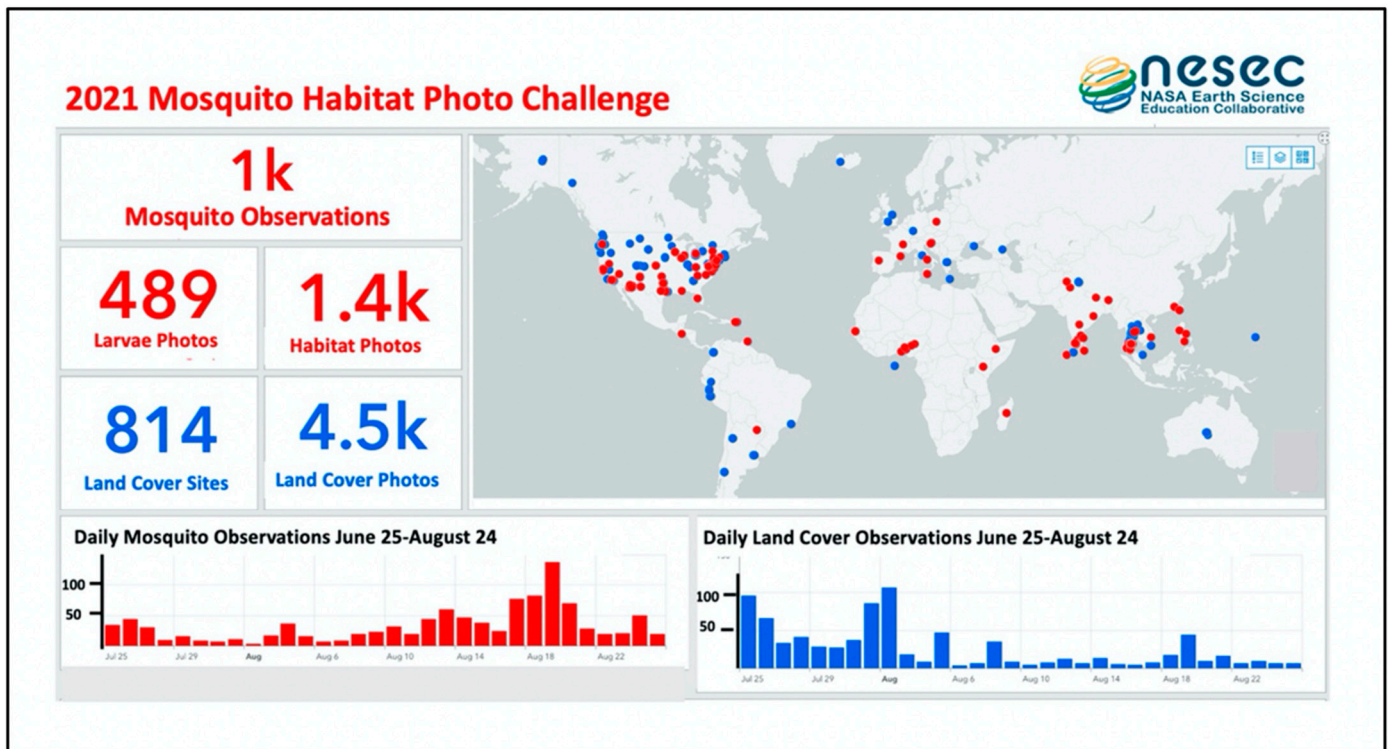 2021 Mosquito Habitat Photo Challenge
nesec
NASA Earth Science
Education Collaborative
1k
Mosquito Observations
489
Larvae Photos
1.4k
Habitat Photos
814
Land Cover Sites
4.5k
Land Cover Photos
Daily Mosquito Observations June 25-August 24
100
50
Jul 25 Jul 29 Aug Aug 6 Aug 10 Aug 14 Aug 18 Aug 22
Daily Land Cover Observations June 25-August 24
100
50
Jul 25 Jul 29 Aug Aug 6 Aug 10 Aug 14 Aug 18 Aug 22